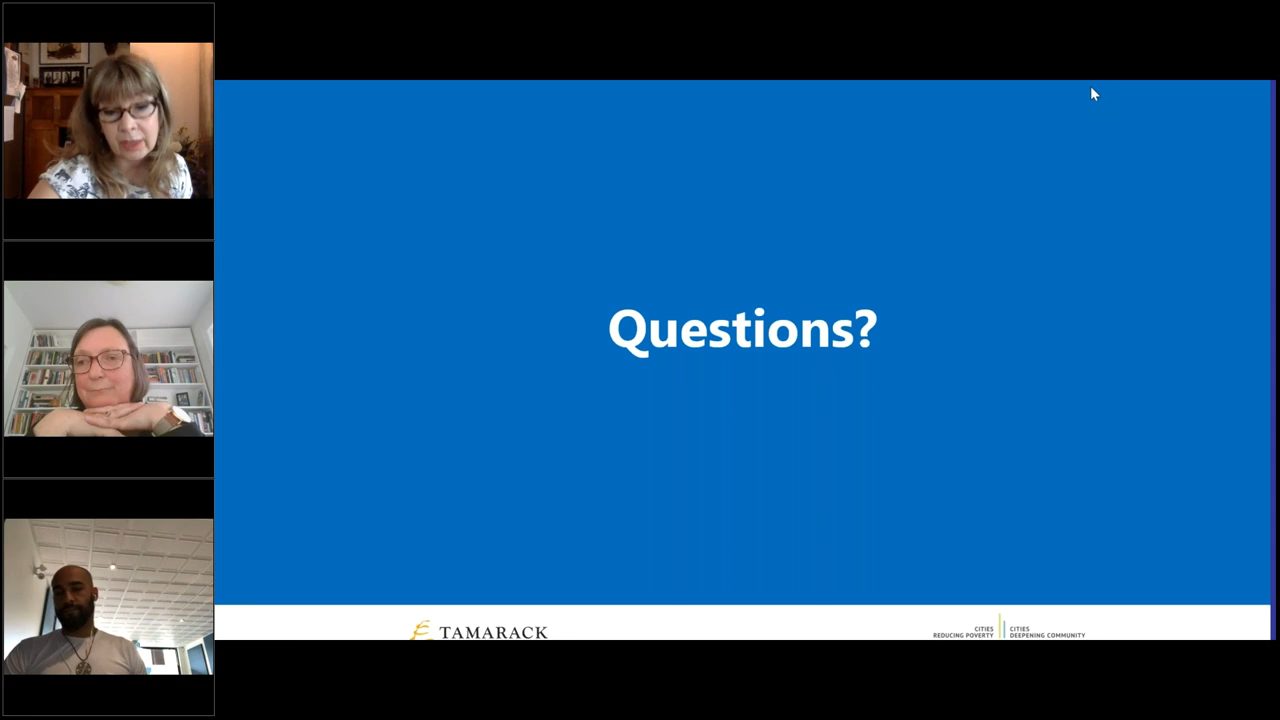 Questions?
TAMARACK
CITIES
REDUCING POVERTY
CITIES
DEEPENING COMMUNITY